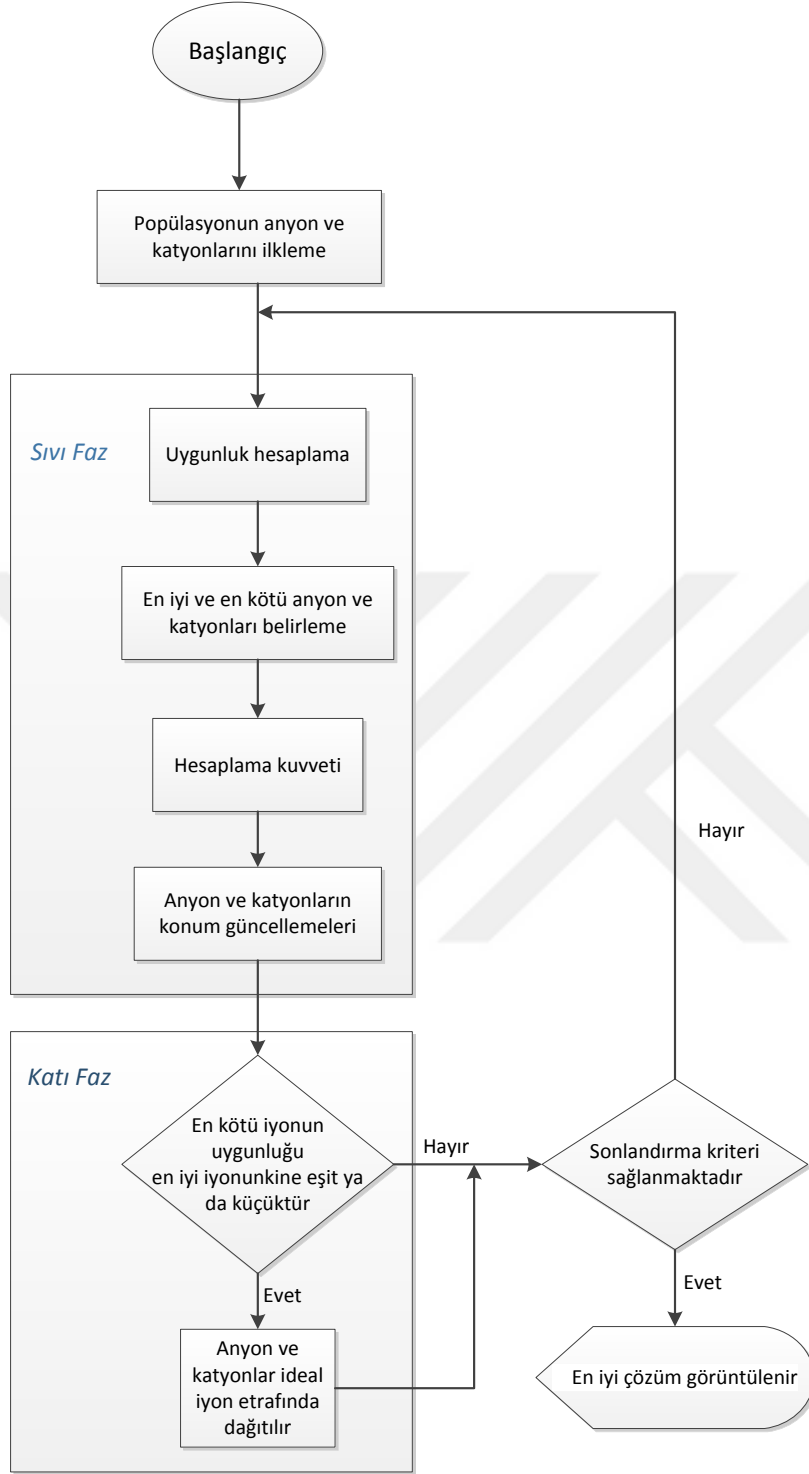 Başlangıç
Popülasyonun anyon ve
katyonlarını ilkleme
Sıvı Faz
Uygunluk hesaplama
En iyi ve en kötü anyon ve
katyonları belirleme
Hesaplama kuvveti
Hayır
Anyon ve katyonların
konum güncellemeleri
Katı Faz
En kötü iyonun
uygunluğu
en iyi iyonunkine eşit ya
da küçüktür
Hayır
Sonlandırma kriteri
sağlanmaktadır
Evet
Evet
Anyon ve
katyonlar ideal
iyon etrafında
dağıtılır
En iyi çözüm görüntülenir